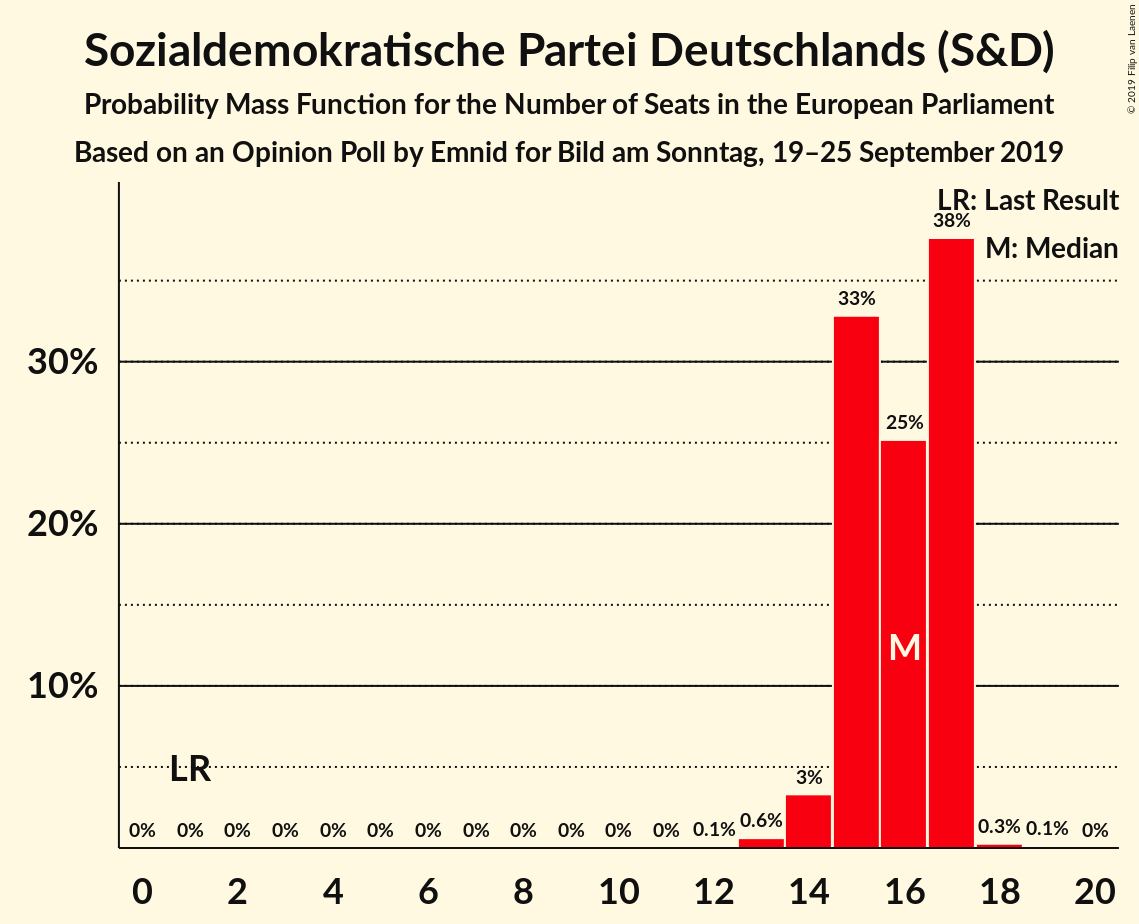 Sozialdemokratische Partei Deutschlands (S&D)
Probability Mass Function for the Number of Seats in the European Parliament
Based on an Opinion Poll by Emnid for Bild am Sonntag, 19–25 September 2019
© 2019 Filip van Laenen
LR: Last Result
M: Median
38%
33%
30%
25%
20%
M
10%
LR
3%
0% 0% 0% 0% 0% 0% 0% 0% 0% 0% 0% 0% 0.1% 0.6% 0.3% 0.1% 0%
0 2 4 6 8 10 12 14 16 18 20